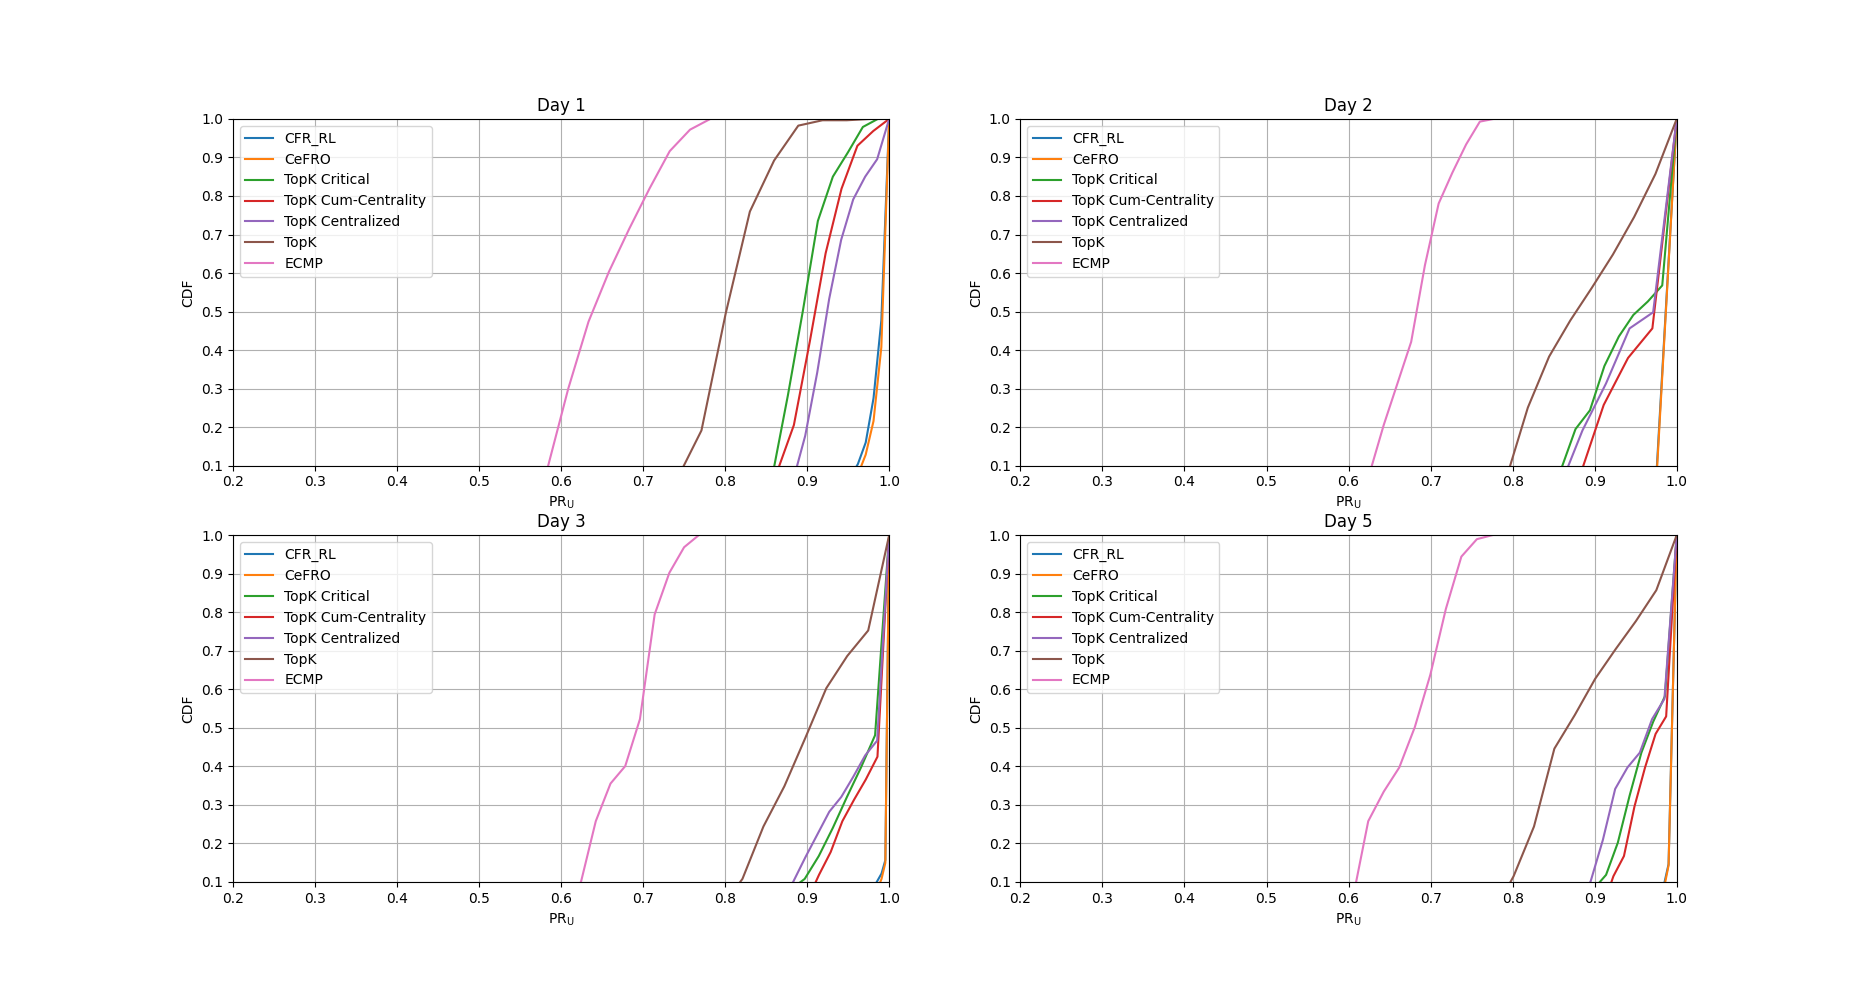 Day 1
CDF
1.0
0.9
0.8
0.7
0.6
0.5
0.4
0.3
0.2
0.1
CFR_RL
CeFRO
TopK Critical
TopK Cum-Centrality
TopK Centralized
TopK
ECMP
0.2 0.3 0.4 0.5 0.6 0.7 0.8 0.9 1.0
PR_U
Day 2
CDF
1.0
0.9
0.8
0.7
0.6
0.5
0.4
0.3
0.2
0.1
CFR_RL
CeFRO
TopK Critical
TopK Cum-Centrality
TopK Centralized
TopK
ECMP
0.2 0.3 0.4 0.5 0.6 0.7 0.8 0.9 1.0
PR_U
Day 3
CDF
1.0
0.9
0.8
0.7
0.6
0.5
0.4
0.3
0.2
0.1
CFR_RL
CeFRO
TopK Critical
TopK Cum-Centrality
TopK Centralized
TopK
ECMP
0.2 0.3 0.4 0.5 0.6 0.7 0.8 0.9 1.0
PR_U
Day 5
CDF
1.0
0.9
0.8
0.7
0.6
0.5
0.4
0.3
0.2
0.1
CFR_RL
CeFRO
TopK Critical
TopK Cum-Centrality
TopK Centralized
TopK
ECMP
0.2 0.3 0.4 0.5 0.6 0.7 0.8 0.9 1.0
PR_U